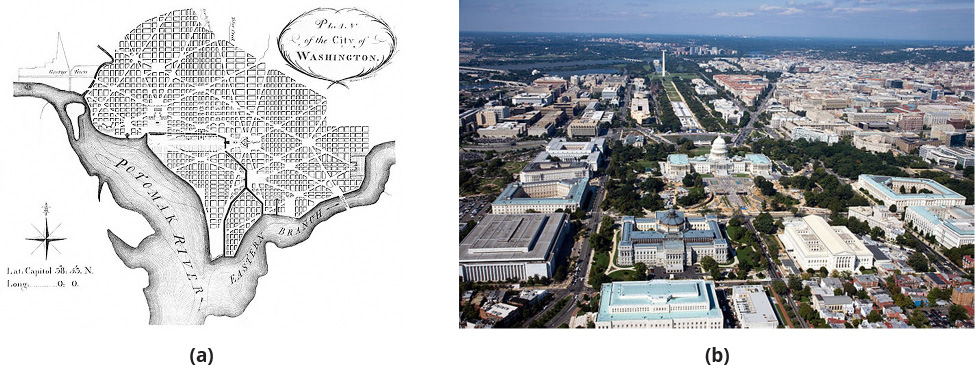 PLAN
of the City of
WASHINGTON.
George Town
POTOMAK RIVER
EASTERN BRANCH
Lat. Capitol 38. 53. N.
Long. 0: 0.
(a)
(b)